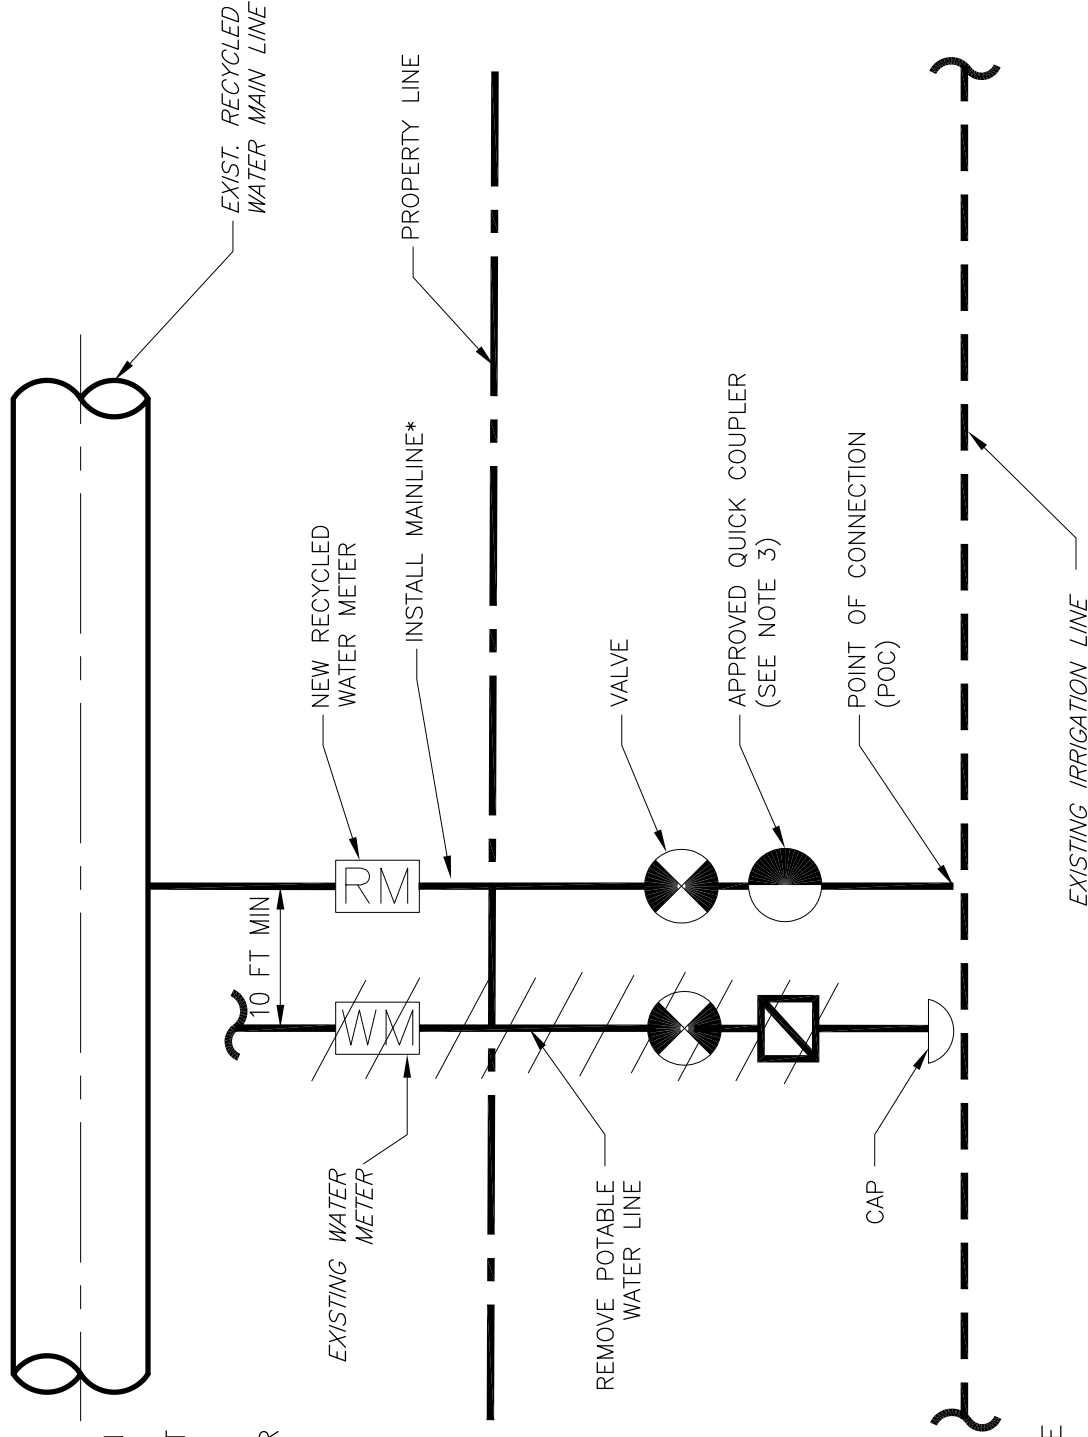 EXIST. RECYCLED
WATER MAIN LINE
PROPERTY LINE
INSTALL MAINLINE*
NEW RECYCLED
WATER METER
RM
10 FT MIN
WM
EXISTING WATER
METER
VALVE
APPROVED QUICK COUPLER
(SEE NOTE 3)
POINT OF CONNECTION
(POC)
REMOVE POTABLE
WATER LINE
CAP
EXISTING IRRIGATION LINE